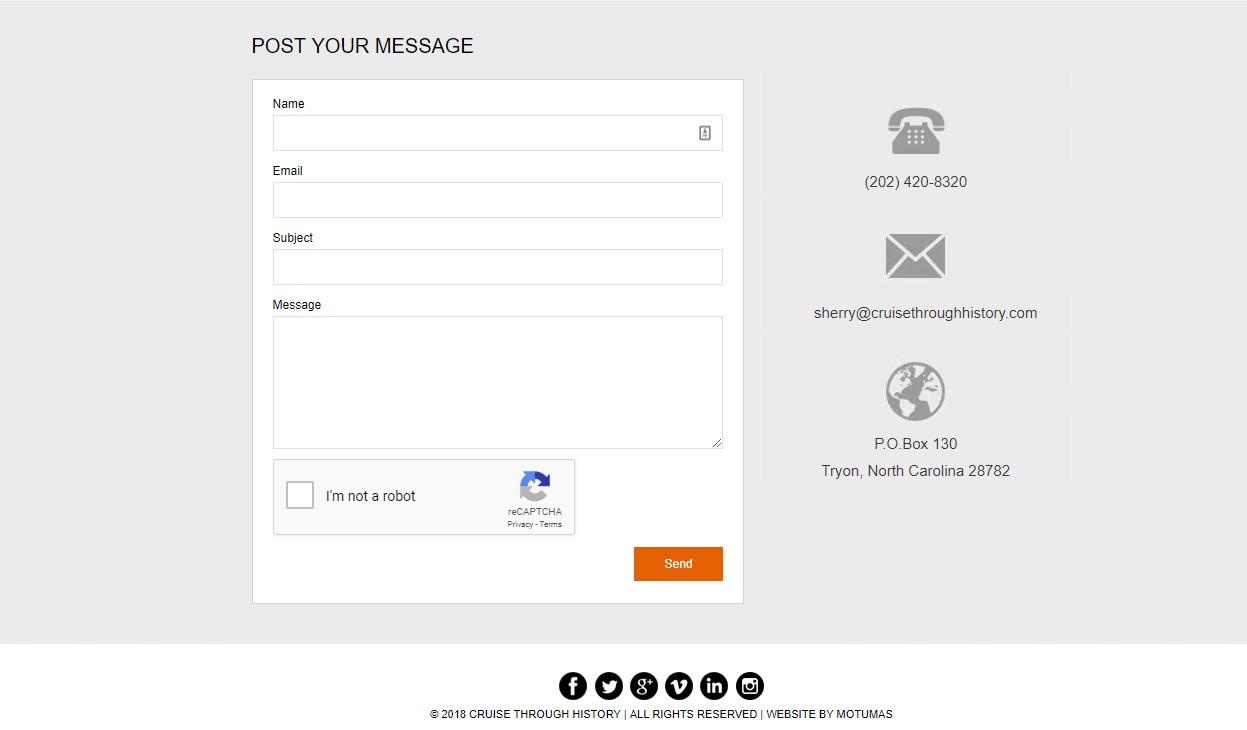 POST YOUR MESSAGE
Name
Email
Subject
Message
I'm not a robot
reCAPTCHA
Privacy - Terms
Send
(202) 420-8320
sherry@cruisethroughhistory.com
P.O.Box 130
Tryon, North Carolina 28782
© 2018 CRUISE THROUGH HISTORY | ALL RIGHTS RESERVED | WEBSITE BY MOTUMAS